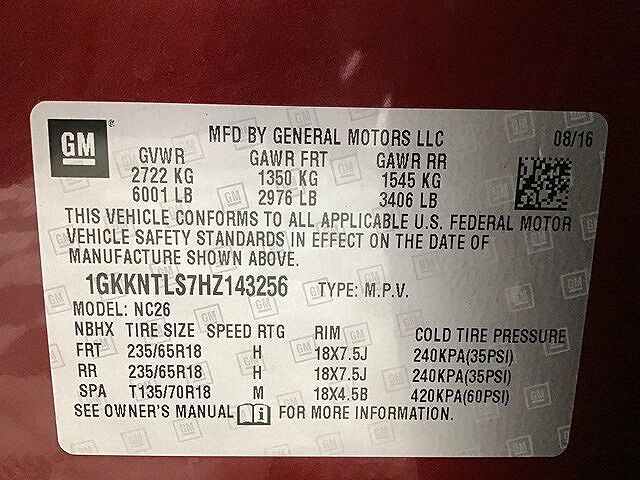 GM ®
MFD BY GENERAL MOTORS LLC 08/16
GVWR GAWR FRT GAWR RR
2722 KG 1350 KG 1545 KG
6001 LB 2976 LB 3406 LB
THIS VEHICLE CONFORMS TO ALL APPLICABLE U.S. FEDERAL MOTOR
VEHICLE SAFETY STANDARDS IN EFFECT ON THE DATE OF
MANUFACTURE SHOWN ABOVE.
1GKKNTLS7HZ143256 TYPE: M.P.V.
MODEL: NC26
NBHX TIRE SIZE SPEED RTG RIM COLD TIRE PRESSURE
FRT 235/65R18 H 18X7.5J 240KPA(35PSI)
RR 235/65R18 H 18X7.5J 240KPA(35PSI)
SPA T135/70R18 M 18X4.5B 420KPA(60PSI)
SEE OWNER'S MANUAL i FOR MORE INFORMATION.